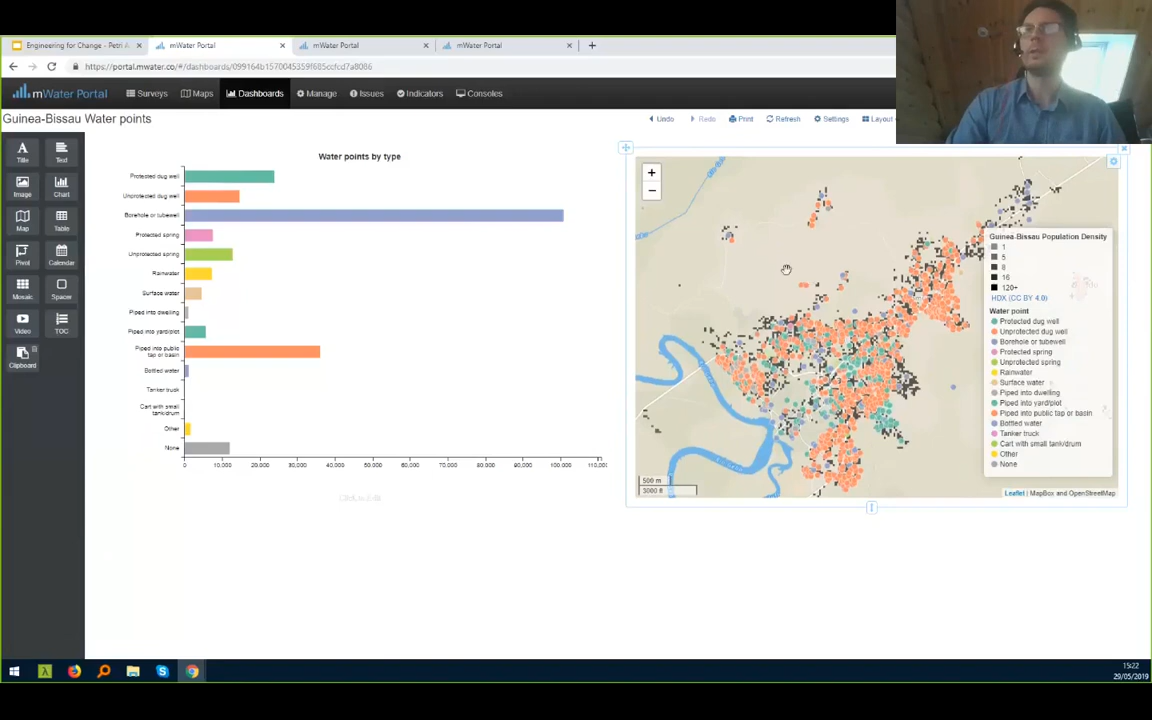 Engineering for Change - Petri A
mWater Portal
mWater Portal
mWater Portal
https://portal.mwater.co/#/dashboards/099164b1570045359f685ccfcd7a8086
mWater Portal
Surveys
Maps
Dashboards
Manage
Issues
Indicators
Consoles
Guinea-Bissau Water points
Undo
Redo
Print
Refresh
Settings
Layout
Title
Text
Image
Chart
Map
Table
Pivot
Calendar
Mosaic
Spacer
Video
TOC
Clipboard
Water points by type
Protected dug well
Unprotected dug well
Borehole or tubewell
Protected spring
Unprotected spring
Rainwater
Surface water
Piped into dwelling
Piped into yard/plot
Piped into public
tap or basin
Bottled water
Tanker truck
Cart with small
tank/drum
Other
None
0
10,000
20,000
30,000
40,000
50,000
60,000
70,000
80,000
90,000
100,000
110,00
Click to Edit
+
−
500 m
3000 ft
Guinea-Bissau Population Density
1
5
8
16
120+
HDX (CC BY 4.0)
Water point
Protected dug well
Unprotected dug well
Borehole or tubewell
Protected spring
Unprotected spring
Rainwater
Surface water
Piped into dwelling
Piped into yard/plot
Piped into public tap or basin
Bottled water
Tanker truck
Cart with small tank/drum
Other
None
Leaflet | MapBox and OpenStreetMap
15:22
29/05/2019